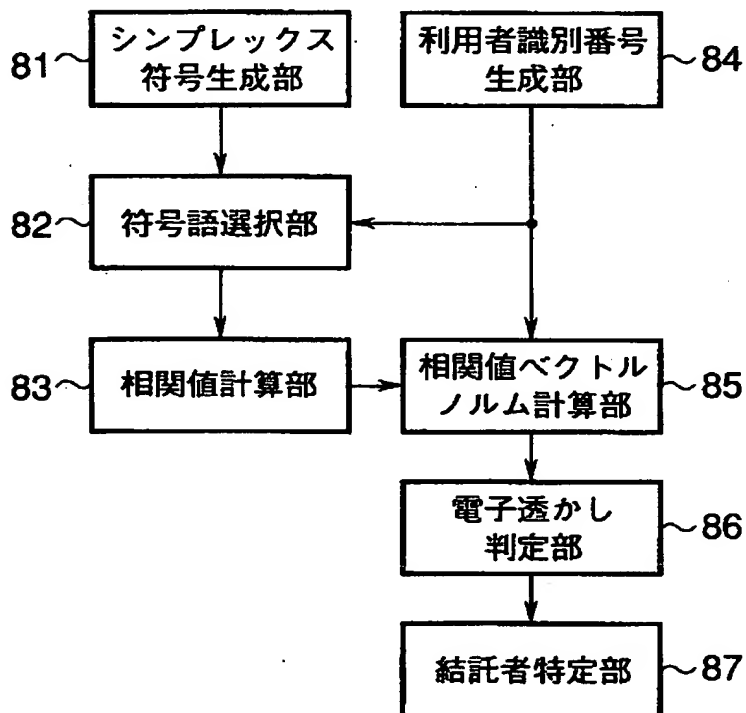 81
シンプレックス
符号生成部
利用者識別番号
生成部
84
82
符号語選択部
83
相関値計算部
相関値ベクトル
ノルム計算部
85
電子透かし
判定部
86
結託者特定部
87